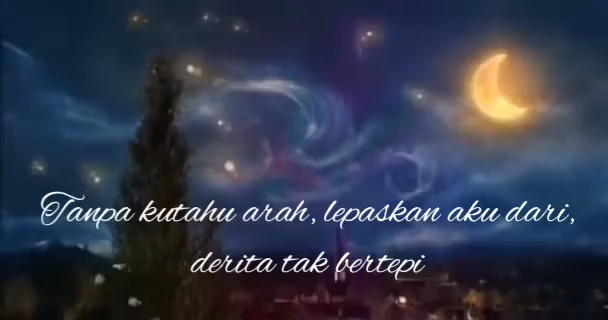 Tanpa kutahu arah, lepaskan aku dari,
derita tak bertepi